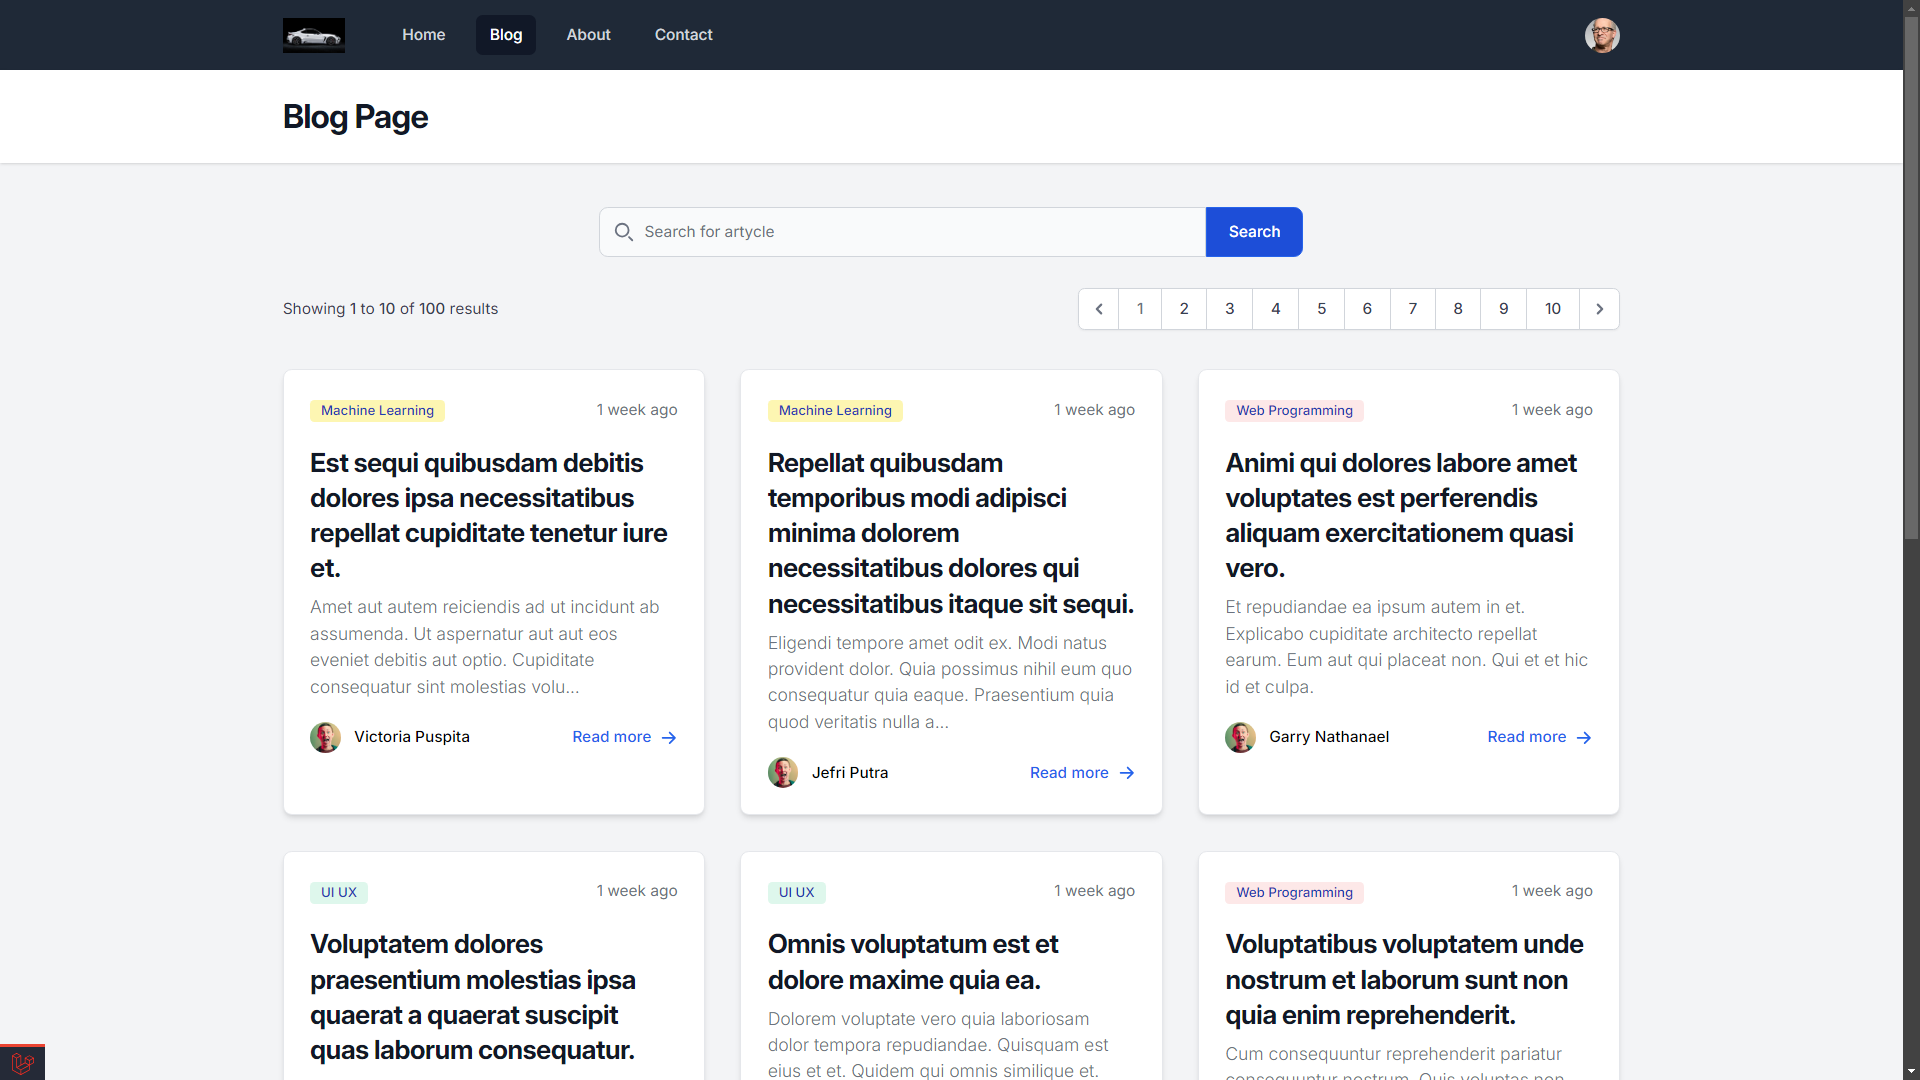 Home Blog About Contact
Blog Page
Search for artycle
Search
Showing 1 to 10 of 100 results
1 2 3 4 5 6 7 8 9 10
Machine Learning 1 week ago
Est sequi quibusdam debitis
dolores ipsa necessitatibus
repellat cupiditate tenetur iure
et.
Amet aut autem reiciendis ad ut incidunt ab
assumenda. Ut aspernatur aut aut eos
eveniet debitis aut optio. Cupiditate
consequatur sint molestias volu...
Victoria Puspita Read more
Machine Learning 1 week ago
Repellat quibusdam
temporibus modi adipisci
minima dolorem
necessitatibus dolores qui
necessitatibus itaque sit sequi.
Eligendi tempore amet odit ex. Modi natus
provident dolor. Quia possimus nihil eum quo
consequatur quia eaque. Praesentium quia
quod veritatis nulla a...
Jefri Putra Read more
Web Programming 1 week ago
Animi qui dolores labore amet
voluptates est perferendis
aliquam exercitationem quasi
vero.
Et repudiandae ea ipsum autem in et.
Explicabo cupiditate architecto repellat
earum. Eum aut qui placeat non. Qui et et hic
id et culpa.
Garry Nathanael Read more
UI UX 1 week ago
Voluptatem dolores
praesentium molestias ipsa
quaerat a quaerat suscipit
quas laborum consequatur.
UI UX 1 week ago
Omnis voluptatum est et
dolore maxime quia ea.
Dolorem voluptate vero quia laboriosam
dolor tempora repudiandae. Quisquam est
eius et et. Quidem qui omnis similique et.
Web Programming 1 week ago
Voluptatibus voluptatem unde
nostrum et laborum sunt non
quia enim reprehenderit.
Cum consequuntur reprehenderit pariatur
consequuntur nostrum. Quis voluptas non